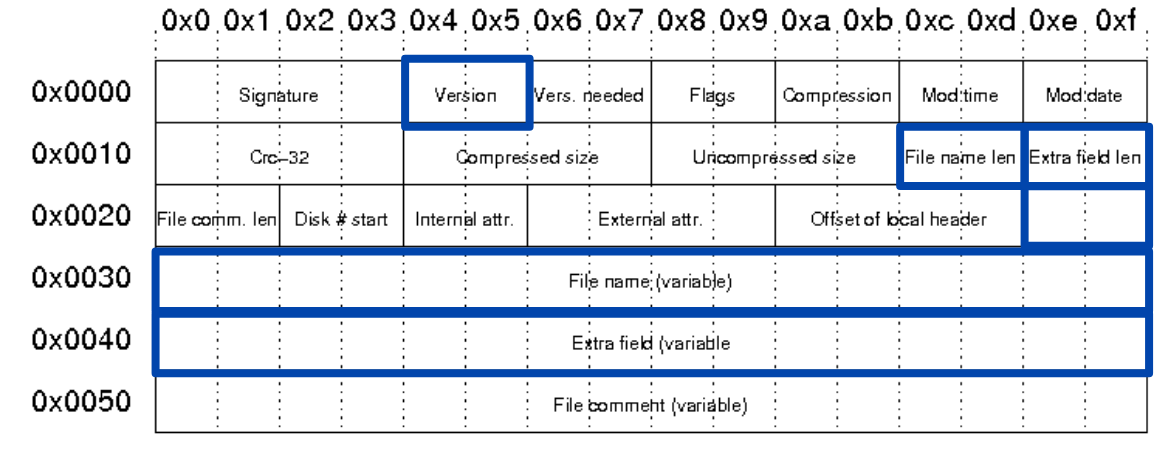 0x0 0x1 0x2 0x3 0x4 0x5 0x6 0x7 0x8 0x9 0xa 0xb 0xc 0xd 0xe 0xf
0x0000 Signature Version Vers. needed Flags Compression Mod time Mod date
0x0010 Crc-32 Compressed size Uncompressed size File name len Extra field len
0x0020 File comm. len Disk # start Internal attr. External attr. Offset of local header
0x0030 File name (variable)
0x0040 Extra field (variable
0x0050 File comment (variable)